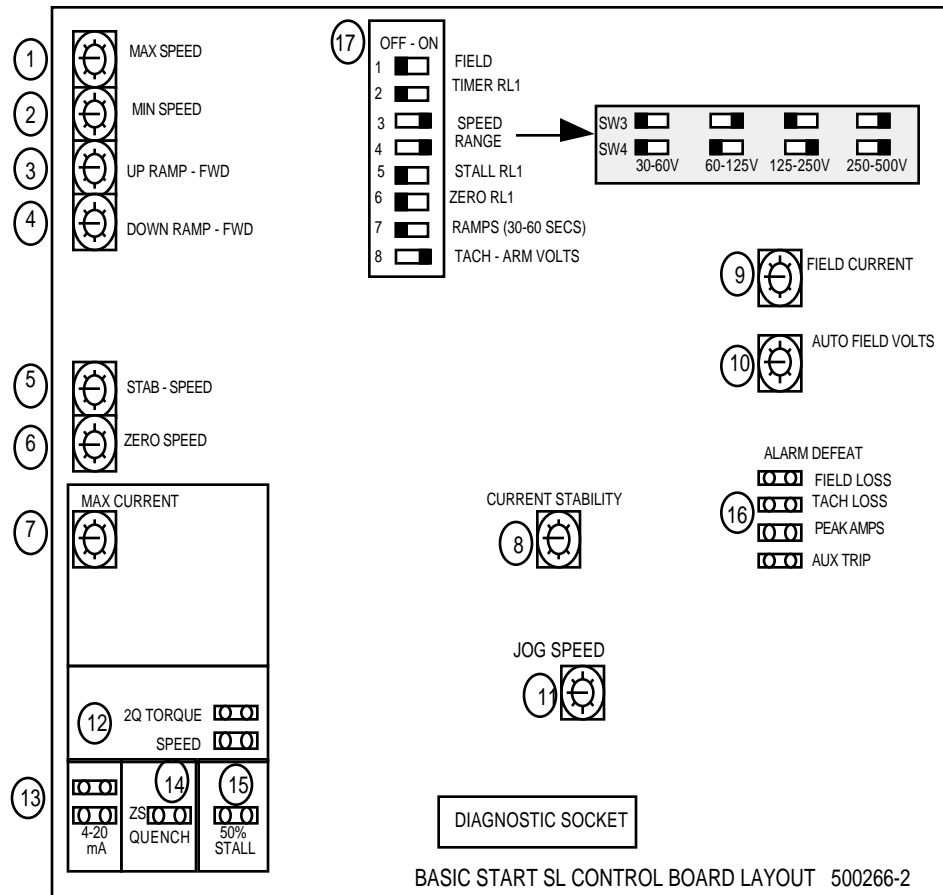 1 MAX SPEED
2 MIN SPEED
3 UP RAMP - FWD
4 DOWN RAMP - FWD
5 STAB - SPEED
6 ZERO SPEED
17 OFF - ON
1 FIELD
2 TIMER RL1
3 SPEED
4 RANGE
5 STALL RL1
6 ZERO RL1
7 RAMPS (30-60 SECS)
8 TACH - ARM VOLTS
SW3
SW4
30-60V 60-125V 125-250V 250-500V
9 FIELD CURRENT
10 AUTO FIELD VOLTS
ALARM DEFEAT
16
FIELD LOSS
TACH LOSS
PEAK AMPS
AUX TRIP
MAX CURRENT
7
CURRENT STABILITY
8
JOG SPEED
11
12 2Q TORQUE
SPEED
13
4-20
mA
14
ZS
QUENCH
15
50%
STALL
DIAGNOSTIC SOCKET
BASIC START SL CONTROL BOARD LAYOUT 500266-2